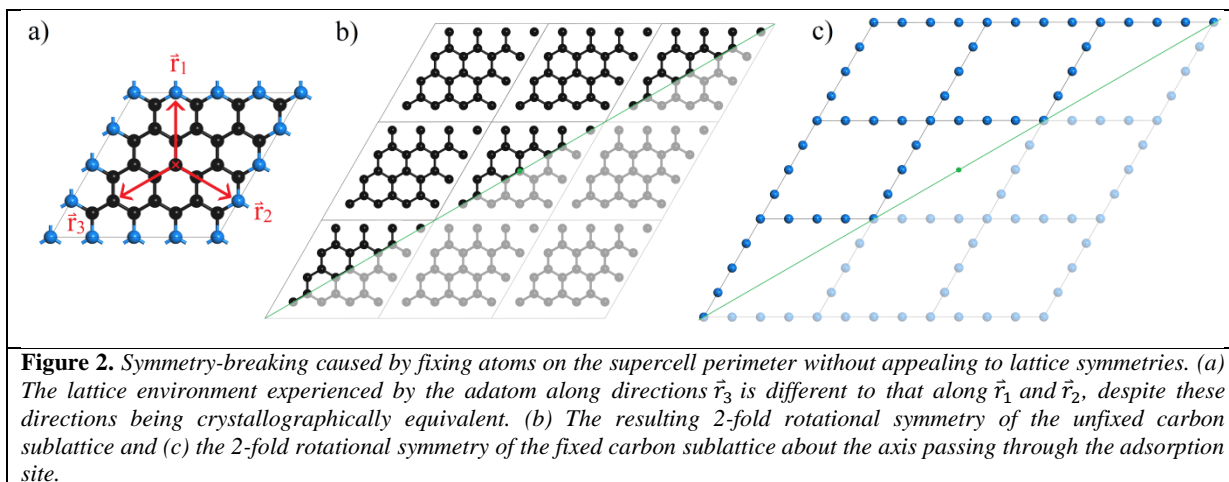 a)
b)
c)
r⃗₁
r⃗₂
r⃗₃
Figure 2. Symmetry-breaking caused by fixing atoms on the supercell perimeter without appealing to lattice symmetries. (a)
The lattice environment experienced by the adatom along directions r⃗₃ is different to that along r⃗₁ and r⃗₂, despite these
directions being crystallographically equivalent. (b) The resulting 2-fold rotational symmetry of the unfixed carbon
sublattice and (c) the 2-fold rotational symmetry of the fixed carbon sublattice about the axis passing through the adsorption
site.